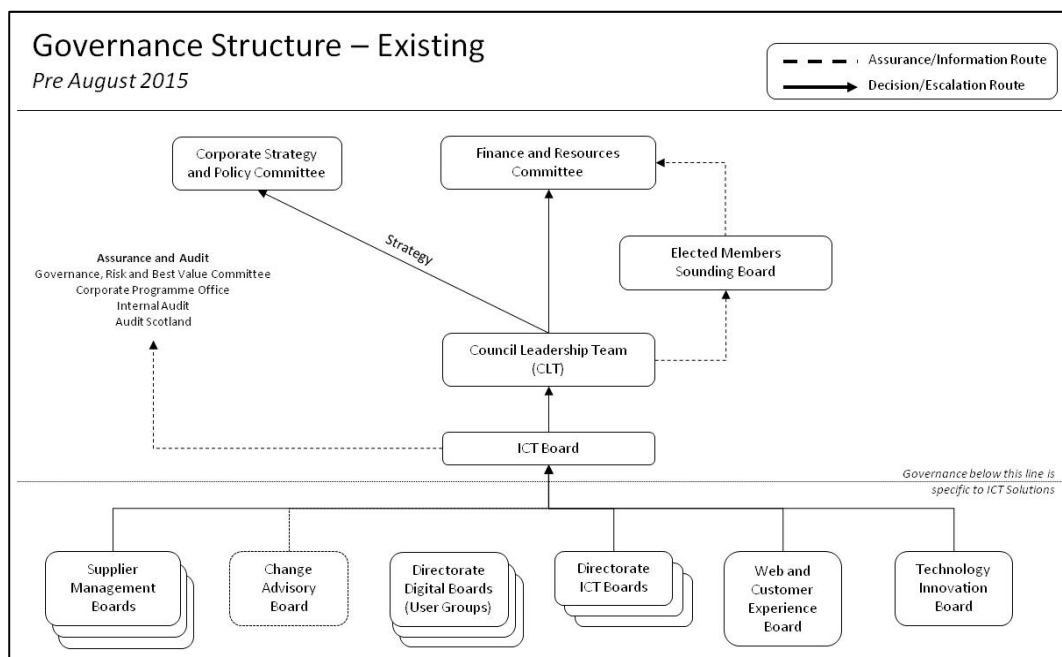 Governance Structure – Existing
Pre August 2015
Assurance/Information Route
Decision/Escalation Route
Corporate Strategy
and Policy Committee
Finance and Resources
Committee
Strategy
Elected Members
Sounding Board
Assurance and Audit
Governance, Risk and Best Value Committee
Corporate Programme Office
Internal Audit
Audit Scotland
Council Leadership Team
(CLT)
ICT Board
Governance below this line is
specific to ICT Solutions
Supplier
Management
Boards
Change
Advisory
Board
Directorate
Digital Boards
(User Groups)
Directorate
ICT Boards
Web and
Customer
Experience
Board
Technology
Innovation
Board